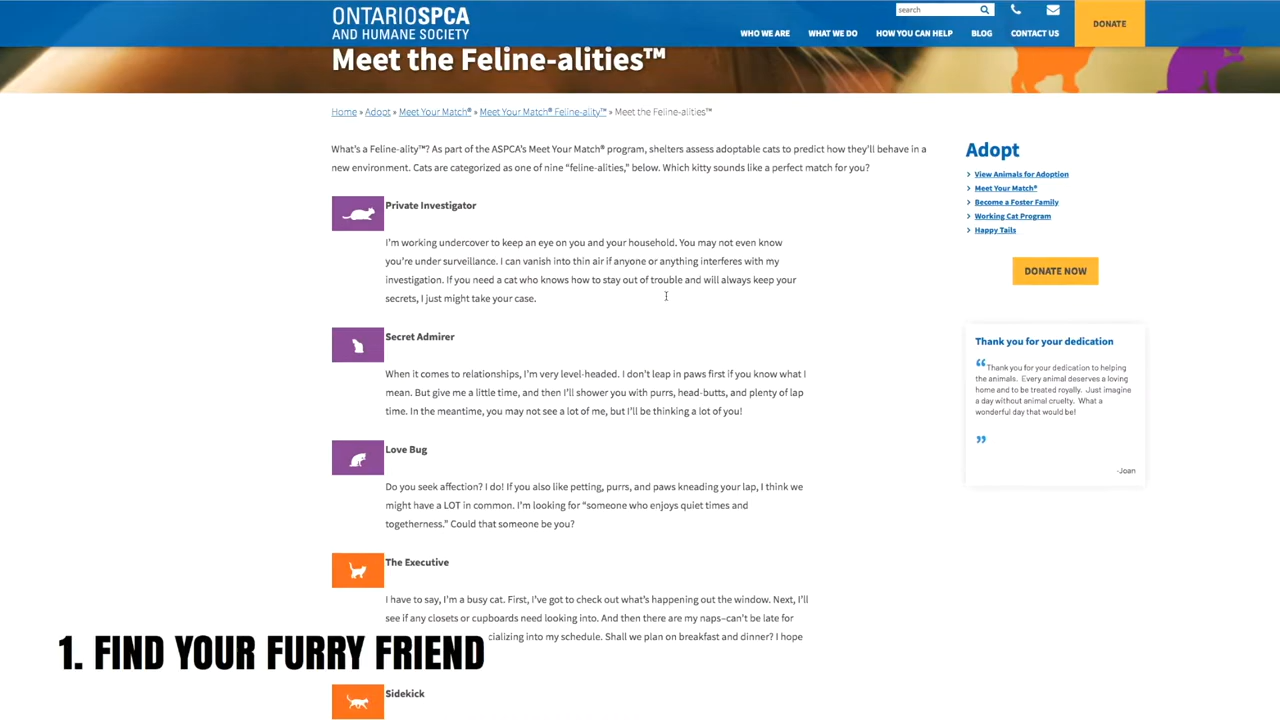 ONTARIOSPCA
AND HUMANE SOCIETY
search
DONATE
WHO WE ARE
WHAT WE DO
HOW YOU CAN HELP
BLOG
CONTACT US
Meet the Feline-alities™
Home » Adopt » Meet Your Match® » Meet Your Match® Feline-ality™ » Meet the Feline-alities™
What's a Feline-ality™? As part of the ASPCA's Meet Your Match® program, shelters assess adoptable cats to predict how they'll behave in a
new environment. Cats are categorized as one of nine “feline-alities,” below. Which kitty sounds like a perfect match for you?
Private Investigator
I'm working undercover to keep an eye on you and your household. You may not even know
you're under surveillance. I can vanish into thin air if anyone or anything interferes with my
investigation. If you need a cat who knows how to stay out of trouble and will always keep your
secrets, I just might take your case.
Secret Admirer
When it comes to relationships, I'm very level-headed. I don't leap in paws first if you know what I
mean. But give me a little time, and then I'll shower you with purrs, head-butts, and plenty of lap
time. In the meantime, you may not see a lot of me, but I'll be thinking a lot of you!
Love Bug
Do you seek affection? I do! If you also like petting, purrs, and paws kneading your lap, I think we
might have a LOT in common. I'm looking for “someone who enjoys quiet times and
togetherness.” Could that someone be you?
The Executive
I have to say, I'm a busy cat. First, I've got to check out what's happening out the window. Next, I'll
see if any closets or cupboards need looking into. And then there are my naps–can't be late for
cializing into my schedule. Shall we plan on breakfast and dinner? I hope
Sidekick
Adopt
View Animals for Adoption
Meet Your Match®
Become a Foster Family
Working Cat Program
Happy Tails
DONATE NOW
Thank you for your dedication
“Thank you for your dedication to helping
the animals. Every animal deserves a loving
home and to be treated royally. Just imagine
a day without animal cruelty. What a
wonderful day that would be!
”
-Joan
1. FIND YOUR FURRY FRIEND